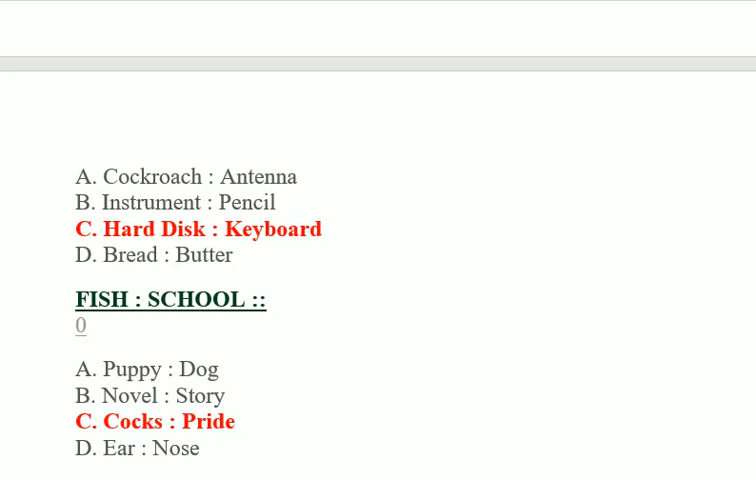 A. Cockroach : Antenna
B. Instrument : Pencil
C. Hard Disk : Keyboard
D. Bread : Butter
FISH : SCHOOL ::
0
A. Puppy : Dog
B. Novel : Story
C. Cocks : Pride
D. Ear : Nose